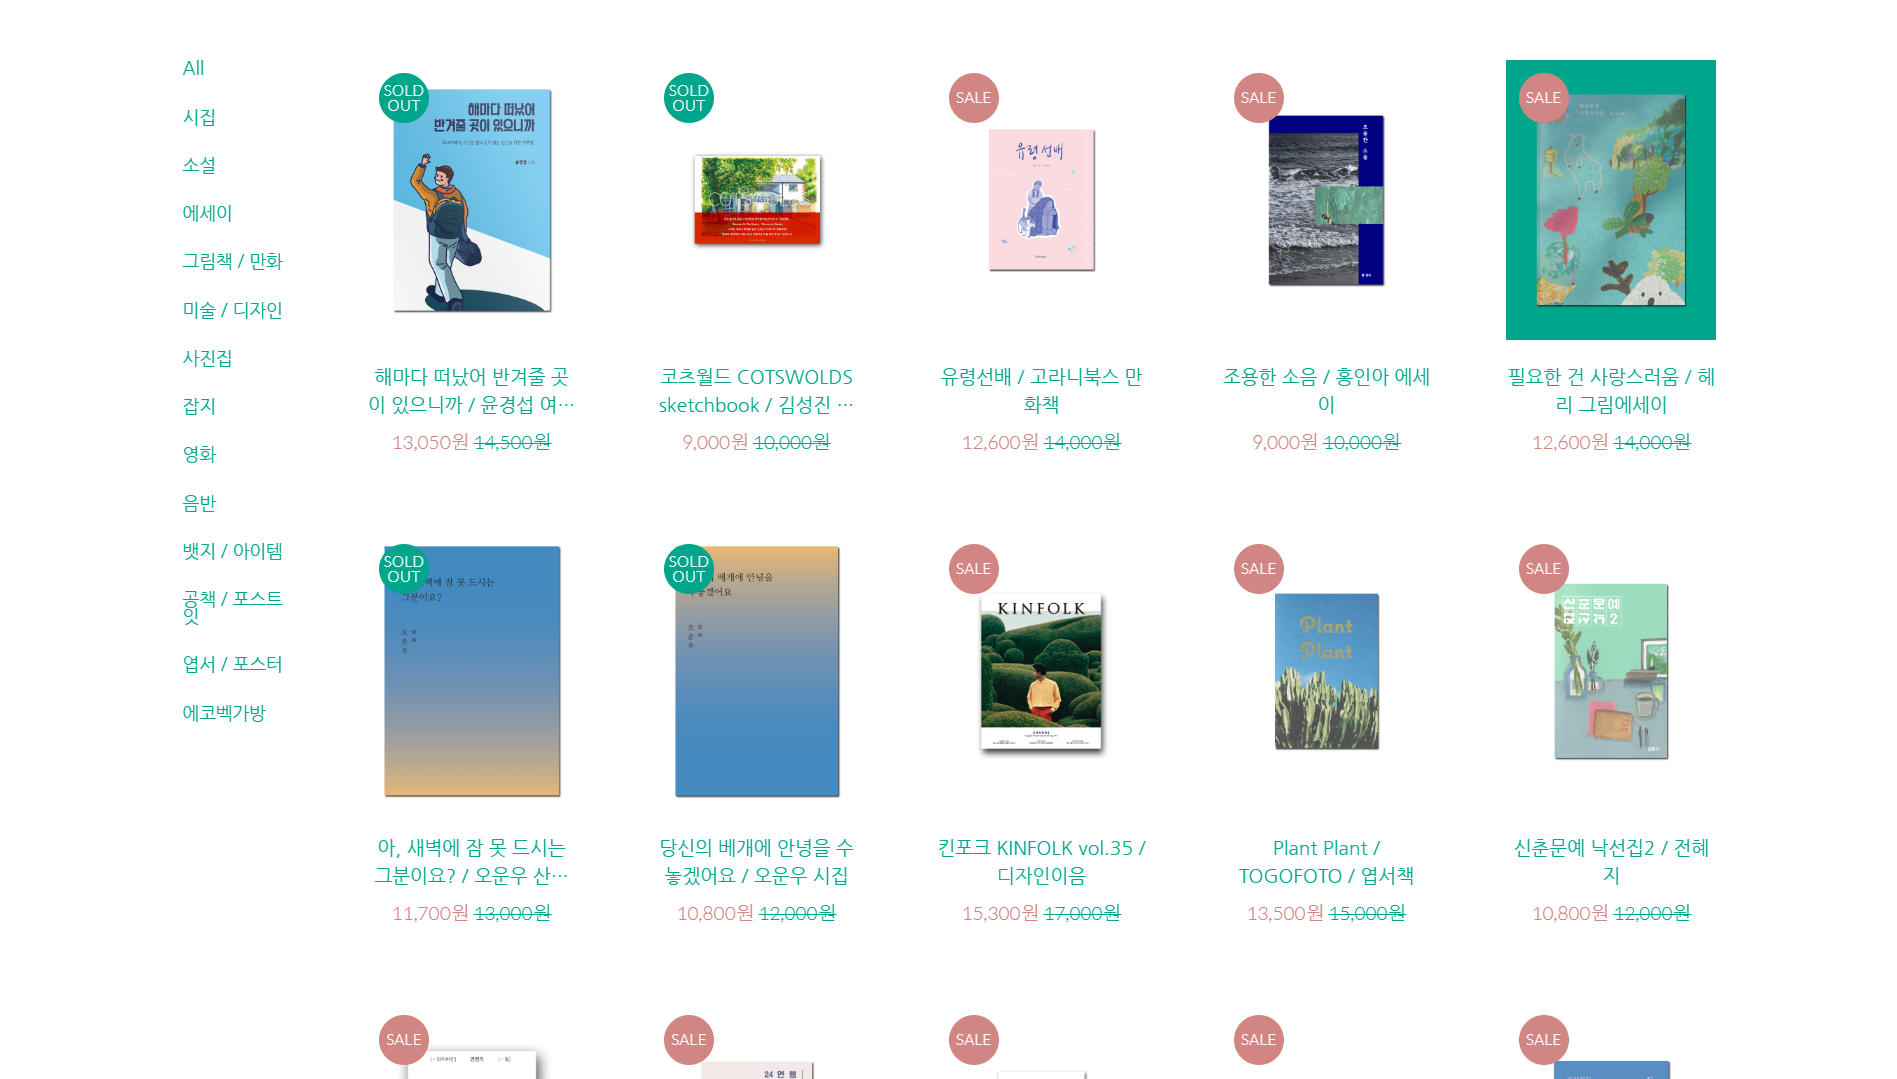 All
시집
소설
에세이
그림책 / 만화
미술 / 디자인
사진집
잡지
영화
음반
뱃지 / 아이템
공책 / 포스트
잇
엽서 / 포스터
에코벡가방
SOLD
OUT
해마다 떠났어
반겨줄 곳이 있으니까
해마다 떠났어 반겨줄 곳
이 있으니까 / 윤경섭 여…
13,050원 14,500원
SOLD
OUT
코츠월드 COTSWOLDS
sketchbook / 김성진 …
9,000원 10,000원
SALE
유령선배
유령선배 / 고라니북스 만
화책
12,600원 14,000원
SALE
조용한 소음
조용한 소음 / 홍인아 에세
이
9,000원 10,000원
SALE
필요한 건 사랑스러움 / 헤
리 그림에세이
12,600원 14,000원
SOLD
OUT
잠 못 드시는
그분이요?
오운우
아, 새벽에 잠 못 드시는
그분이요? / 오운우 산…
11,700원 13,000원
SOLD
OUT
베개에 안녕을
놓겠어요
오운우
당신의 베개에 안녕을 수
놓겠어요 / 오운우 시집
10,800원 12,000원
SALE
KINFOLK
킨포크 KINFOLK vol.35 /
디자인이음
15,300원 17,000원
SALE
Plant
Plant
Plant Plant /
TOGOFOTO / 엽서책
13,500원 15,000원
SALE
신춘문예
낙선집2
신춘문예 낙선집2 / 전혜
지
10,800원 12,000원
SALE
SALE
24 연 행
SALE
SALE
SALE